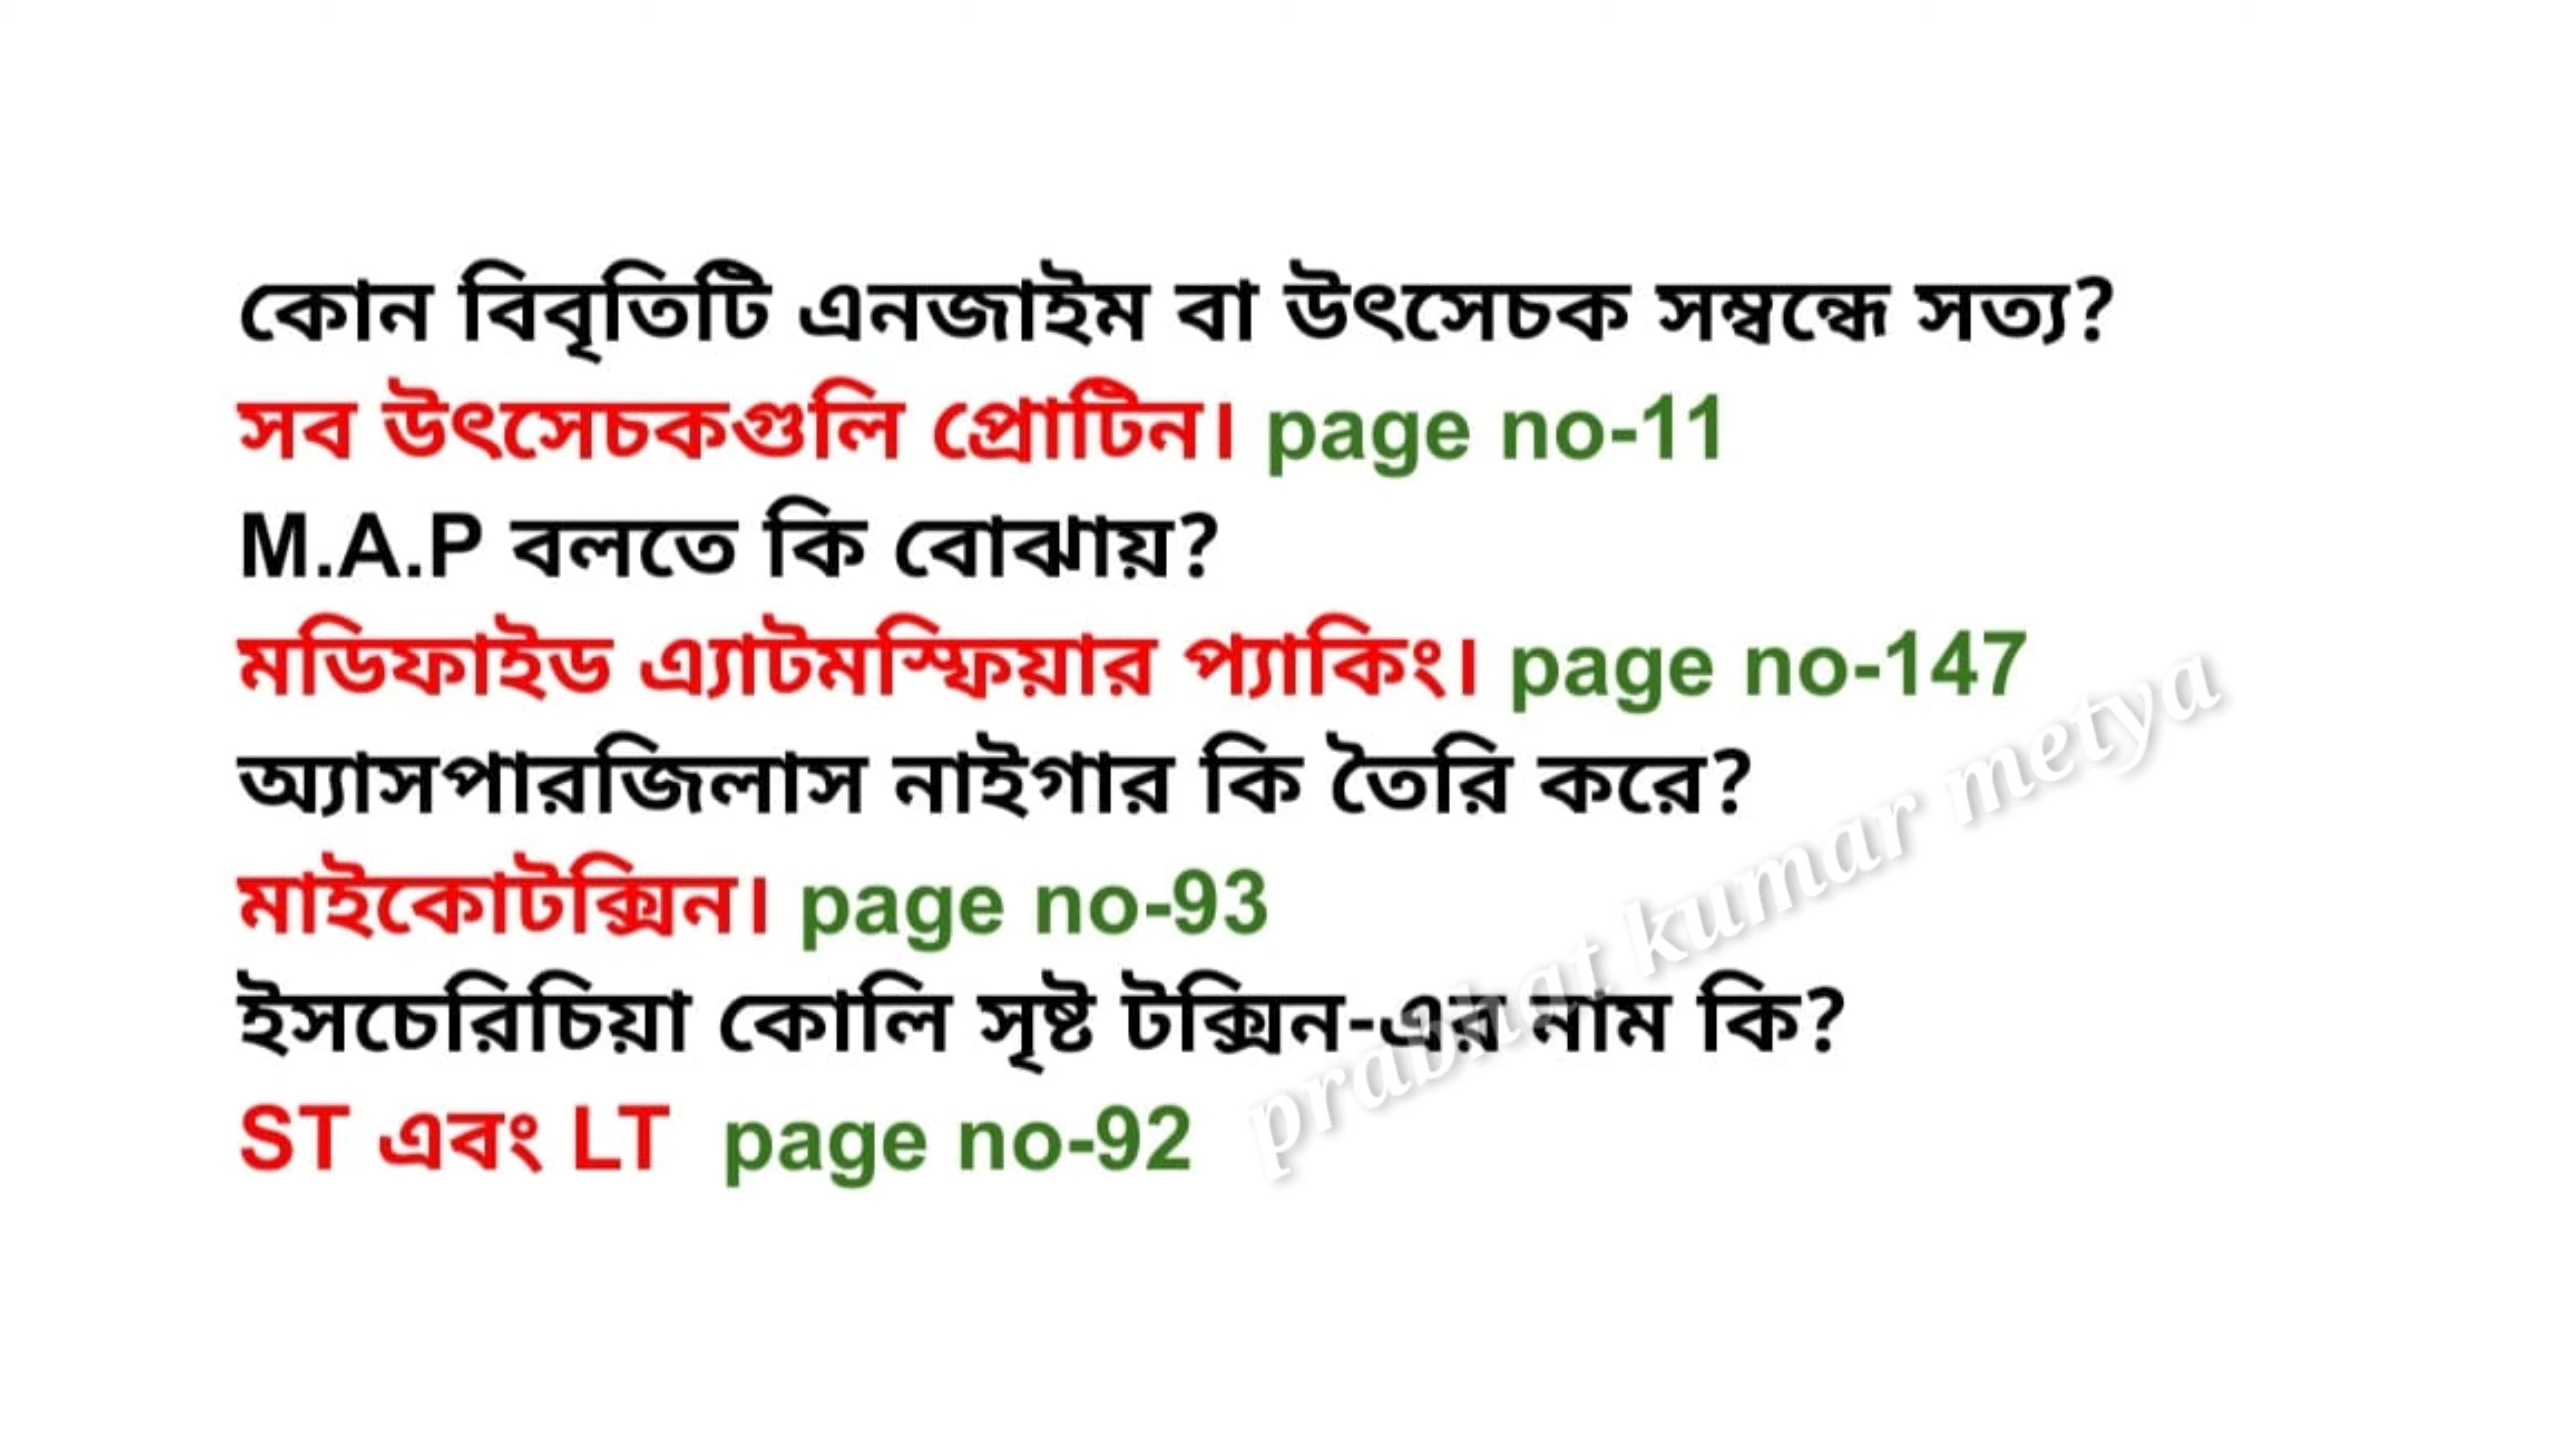 কোন বিবৃতিটি এনজাইম বা উৎসেচক সম্বন্ধে সত্য?
সব উৎসেচকগুলি প্রোটিন। page no-11
M.A.P বলতে কি বোঝায়?
মডিফাইড এ্যাটমস্ফিয়ার প্যাকিং। page no-147
অ্যাসপারজিলাস নাইগার কি তৈরি করে?
মাইকোটক্সিন। page no-93
ইসচেরিচিয়া কোলি সৃষ্ট টক্সিন-এর নাম কি?
ST এবং LT page no-92
prabhat kumar metya